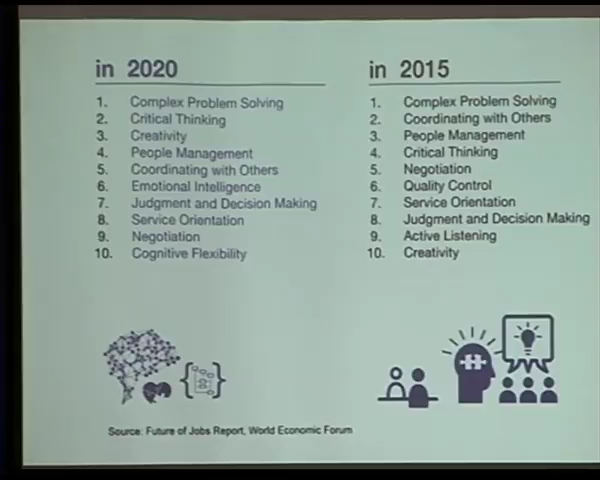 in 2020
1. Complex Problem Solving
2. Critical Thinking
3. Creativity
4. People Management
5. Coordinating with Others
6. Emotional Intelligence
7. Judgment and Decision Making
8. Service Orientation
9. Negotiation
10. Cognitive Flexibility
in 2015
1. Complex Problem Solving
2. Coordinating with Others
3. People Management
4. Critical Thinking
5. Negotiation
6. Quality Control
7. Service Orientation
8. Judgment and Decision Making
9. Active Listening
10. Creativity
Source: Future of Jobs Report, World Economic Forum